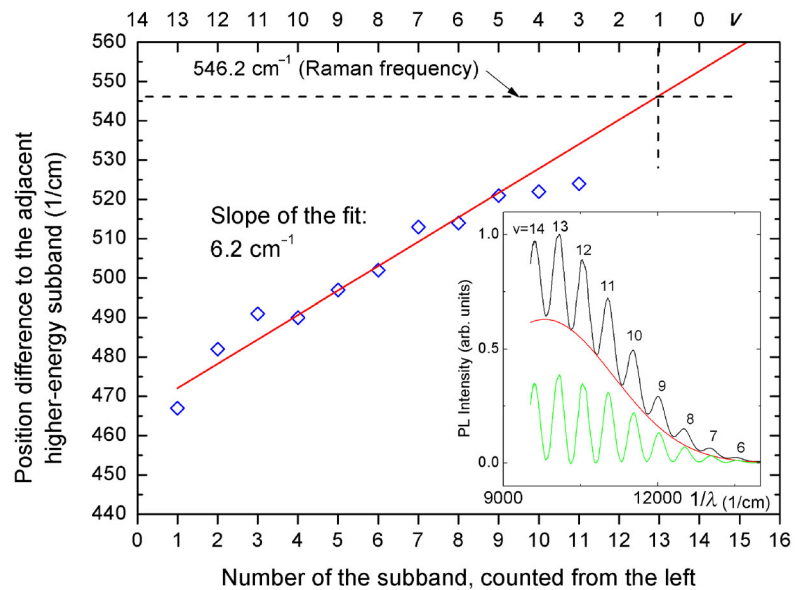 14 13 12 11 10 9 8 7 6 5 4 3 2 1 0 v
560
550
540
530
520
510
500
490
480
470
460
450
440
Position difference to the adjacent
higher-energy subband (1/cm)
546.2 cm⁻¹ (Raman frequency)
Slope of the fit:
6.2 cm⁻¹
v=14
13
12
11
10
9
8
7
6
1.0
0.5
0.0
PL Intensity (arb. units)
9000 12000 1/λ (1/cm)
0 1 2 3 4 5 6 7 8 9 10 11 12 13 14 15 16
Number of the subband, counted from the left